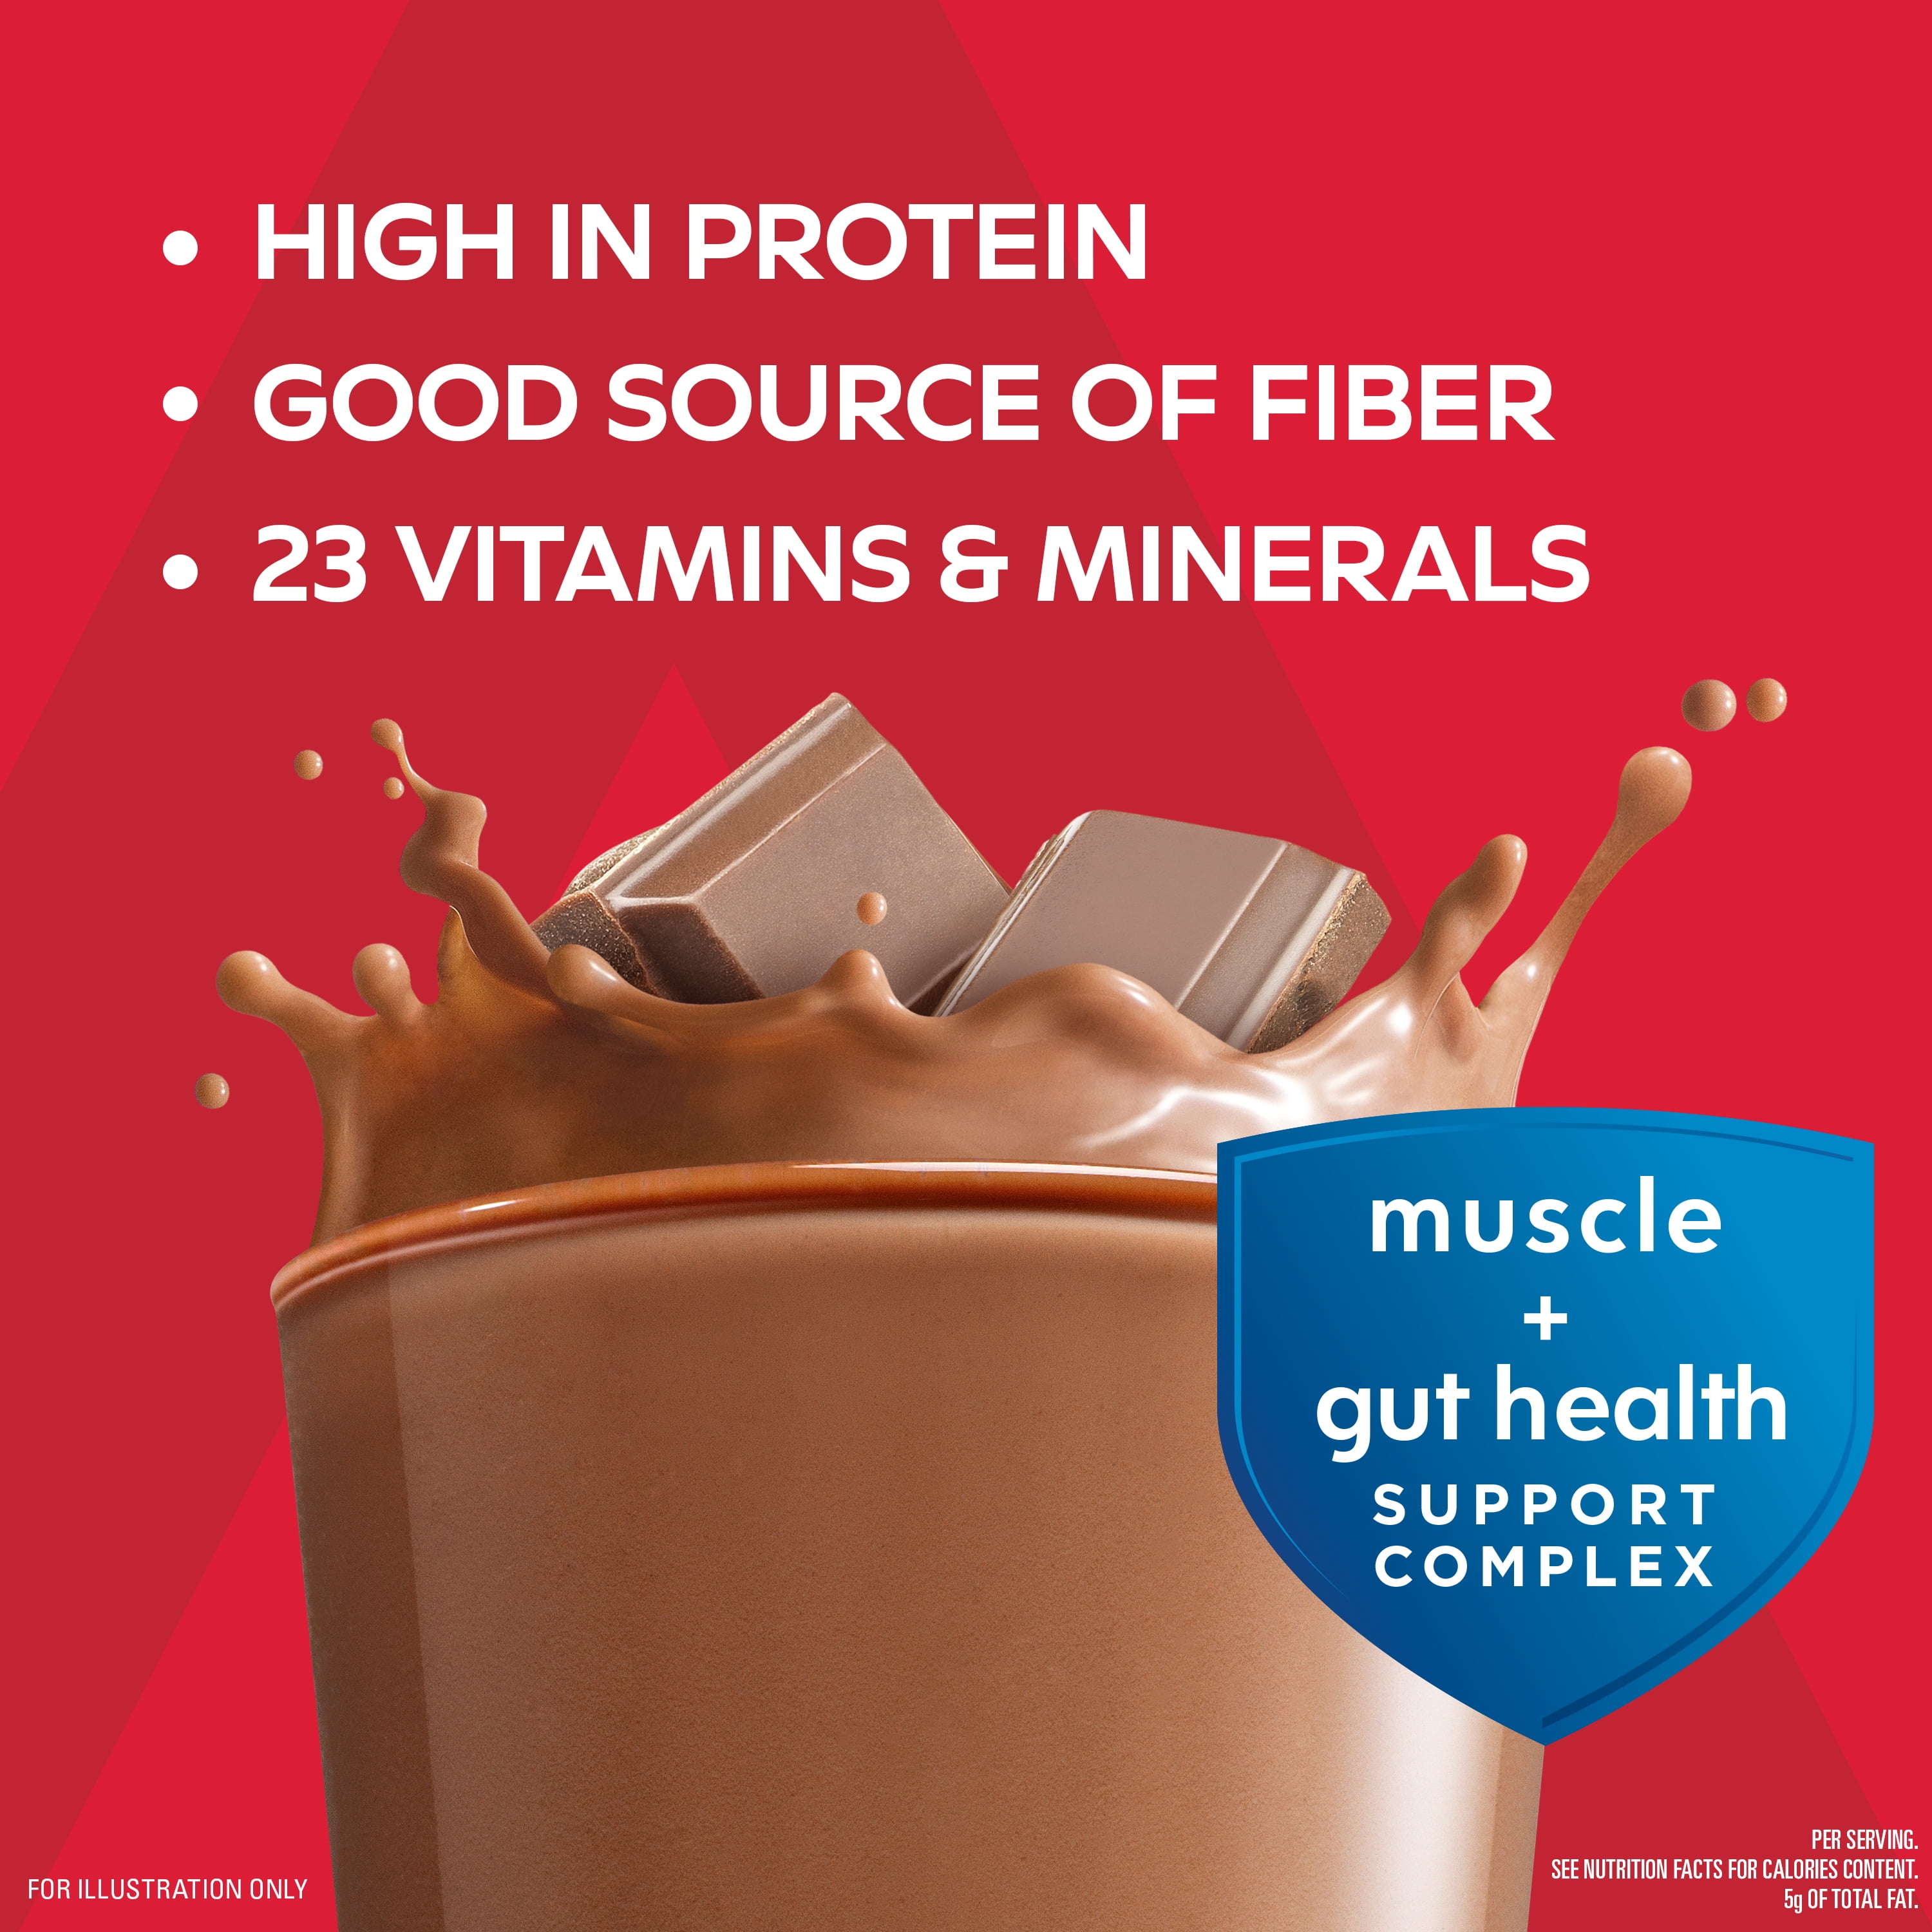 • HIGH IN PROTEIN
• GOOD SOURCE OF FIBER
• 23 VITAMINS & MINERALS
muscle
+
gut health
SUPPORT
COMPLEX
FOR ILLUSTRATION ONLY
PER SERVING.
SEE NUTRITION FACTS FOR CALORIES CONTENT.
5g OF TOTAL FAT.